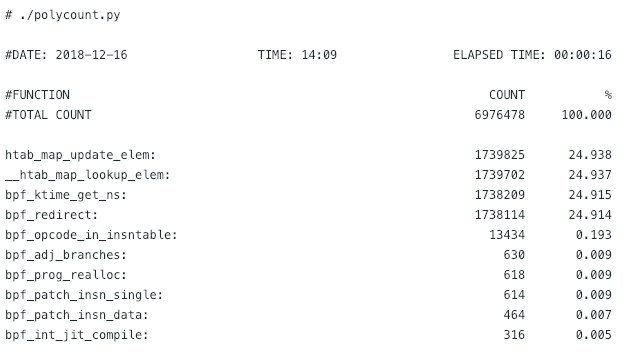 # ./polycount.py
#DATE: 2018-12-16 TIME: 14:09 ELAPSED TIME: 00:00:16
#FUNCTION COUNT %
#TOTAL COUNT 6976478 100.000
htab_map_update_elem: 1739825 24.938
__htab_map_lookup_elem: 1739702 24.937
bpf_ktime_get_ns: 1738209 24.915
bpf_redirect: 1738114 24.914
bpf_opcode_in_insntable: 13434 0.193
bpf_adj_branches: 630 0.009
bpf_prog_realloc: 618 0.009
bpf_patch_insn_single: 614 0.009
bpf_patch_insn_data: 464 0.007
bpf_int_jit_compile: 316 0.005